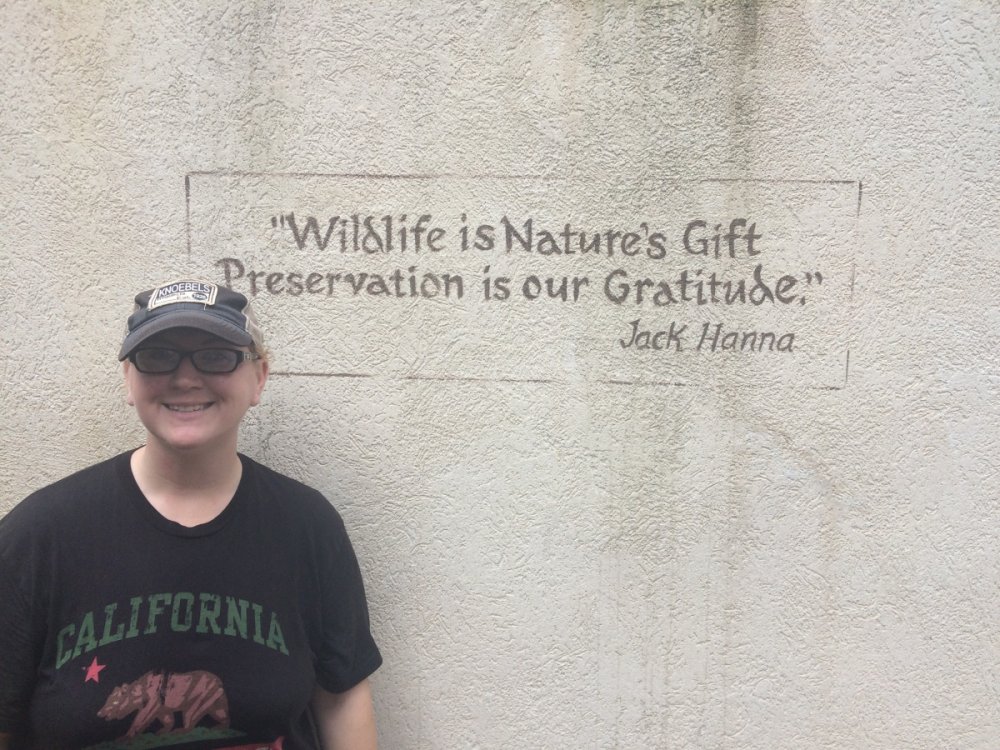 "Wildlife is Nature's Gift
Preservation is our Gratitude."
Jack Hanna
KNOEBELS
CALIFORNIA